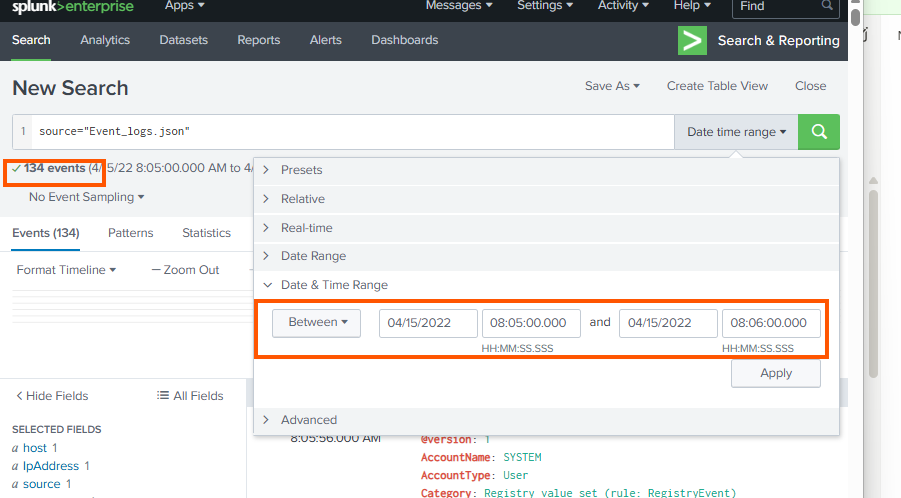 splunk>enterprise Apps Messages Settings Activity Help Find
Search Analytics Datasets Reports Alerts Dashboards > Search & Reporting
New Search Save As Create Table View Close
1 source="Event_logs.json" Date time range
✓ 134 events (4/15/22 8:05:00.000 AM to 4/
No Event Sampling
Events (134) Patterns Statistics
Format Timeline — Zoom Out
Presets
Relative
Real-time
Date Range
Date & Time Range
Between 04/15/2022 08:05:00.000 and 04/15/2022 08:06:00.000
HH:MM:SS.SSS HH:MM:SS.SSS
Apply
Advanced
< Hide Fields All Fields
SELECTED FIELDS
a host 1
a IpAddress 1
a source 1
8:05:56.000 AM
@version: 1
AccountName: SYSTEM
AccountType: User
Category: Registry value set (rule: RegistryEvent)